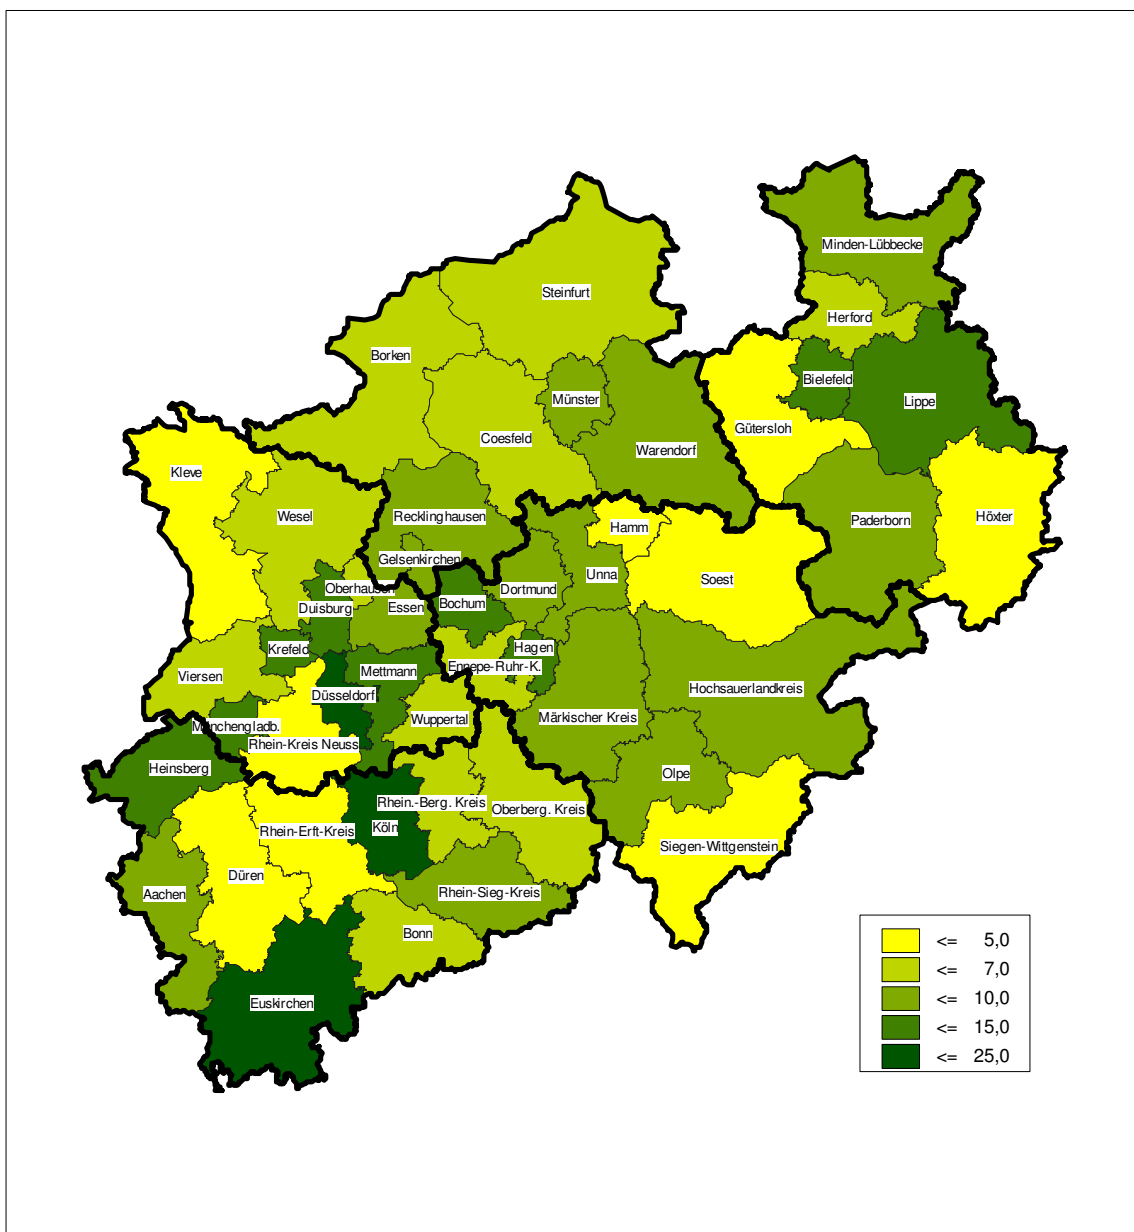 Minden-Lübbecke
Steinfurt
Herford
Borken
Bielefeld
Münster
Lippe
Gütersloh
Coesfeld
Warendorf
Kleve
Wesel
Recklinghausen
Hamm
Paderborn
Höxter
Gelsenkirchen
Unna
Soest
Oberhausen
Dortmund
Duisburg
Essen
Bochum
Krefeld
Hagen
Ennepe-Ruhr-K.
Viersen
Mettmann
Düsseldorf
Hochsauerlandkreis
Mönchengladb.
Wuppertal
Märkischer Kreis
Rhein-Kreis Neuss
Heinsberg
Olpe
Rhein.-Berg. Kreis
Oberberg. Kreis
Rhein-Erft-Kreis
Köln
Siegen-Wittgenstein
Düren
Aachen
Rhein-Sieg-Kreis
Bonn
Euskirchen
<= 5,0
<= 7,0
<= 10,0
<= 15,0
<= 25,0